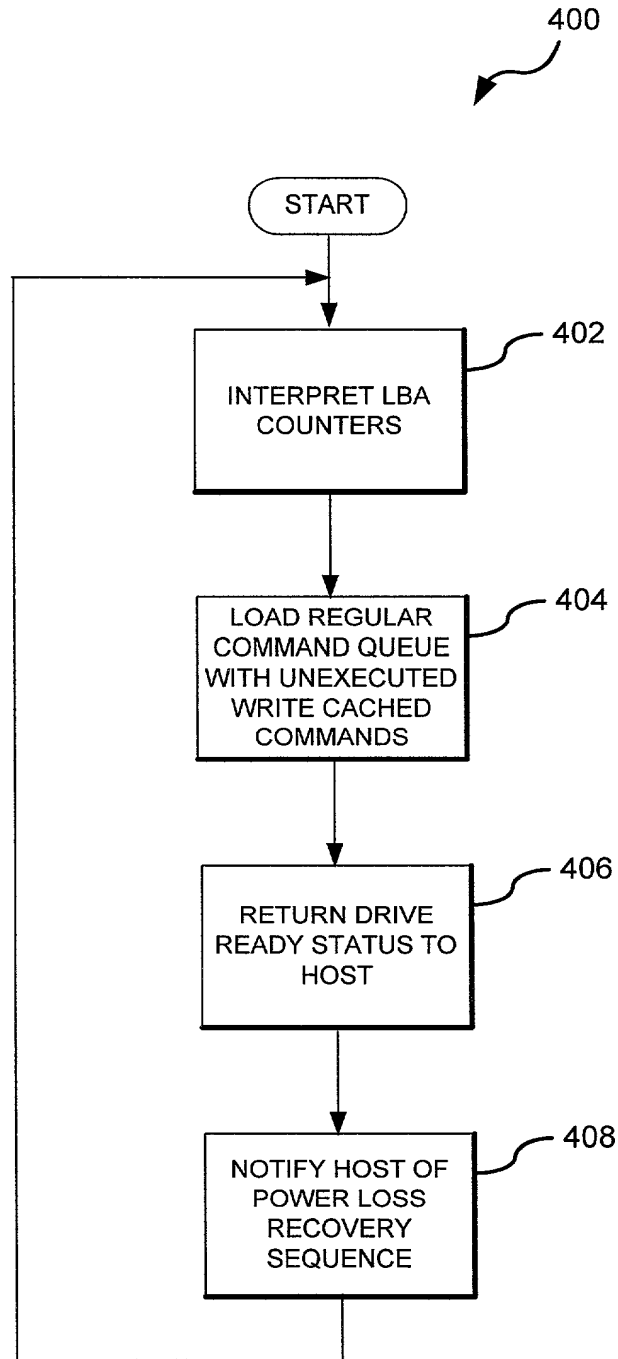 400
START
402
INTERPRET LBA
COUNTERS
404
LOAD REGULAR
COMMAND QUEUE
WITH UNEXECUTED
WRITE CACHED
COMMANDS
406
RETURN DRIVE
READY STATUS TO
HOST
408
NOTIFY HOST OF
POWER LOSS
RECOVERY
SEQUENCE